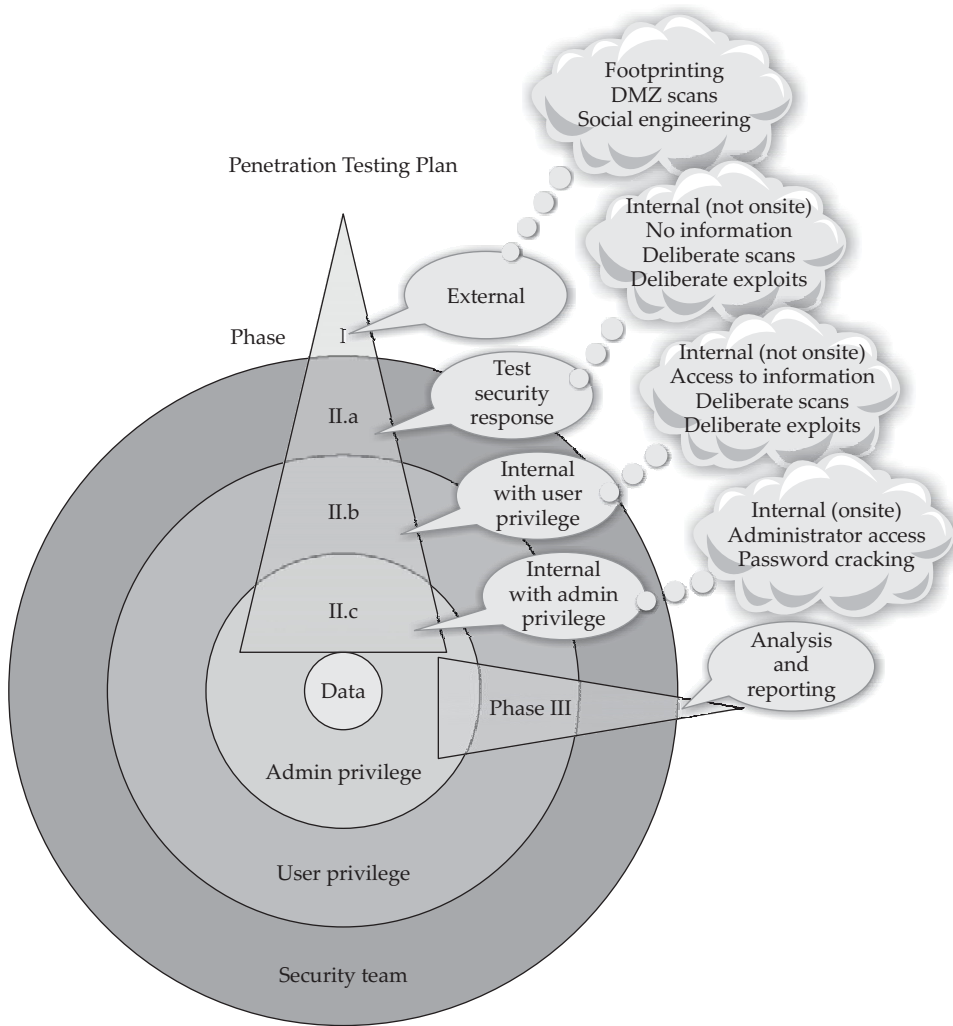 Penetration Testing Plan
Footprinting
DMZ scans
Social engineering
Internal (not onsite)
No information
Deliberate scans
Deliberate exploits
External
Phase
I
Test
security
response
II.a
Internal (not onsite)
Access to information
Deliberate scans
Deliberate exploits
Internal
with user
privilege
II.b
Internal (onsite)
Administrator access
Password cracking
Internal
with admin
privilege
II.c
Analysis
and
reporting
Data
Phase III
Admin privilege
User privilege
Security team